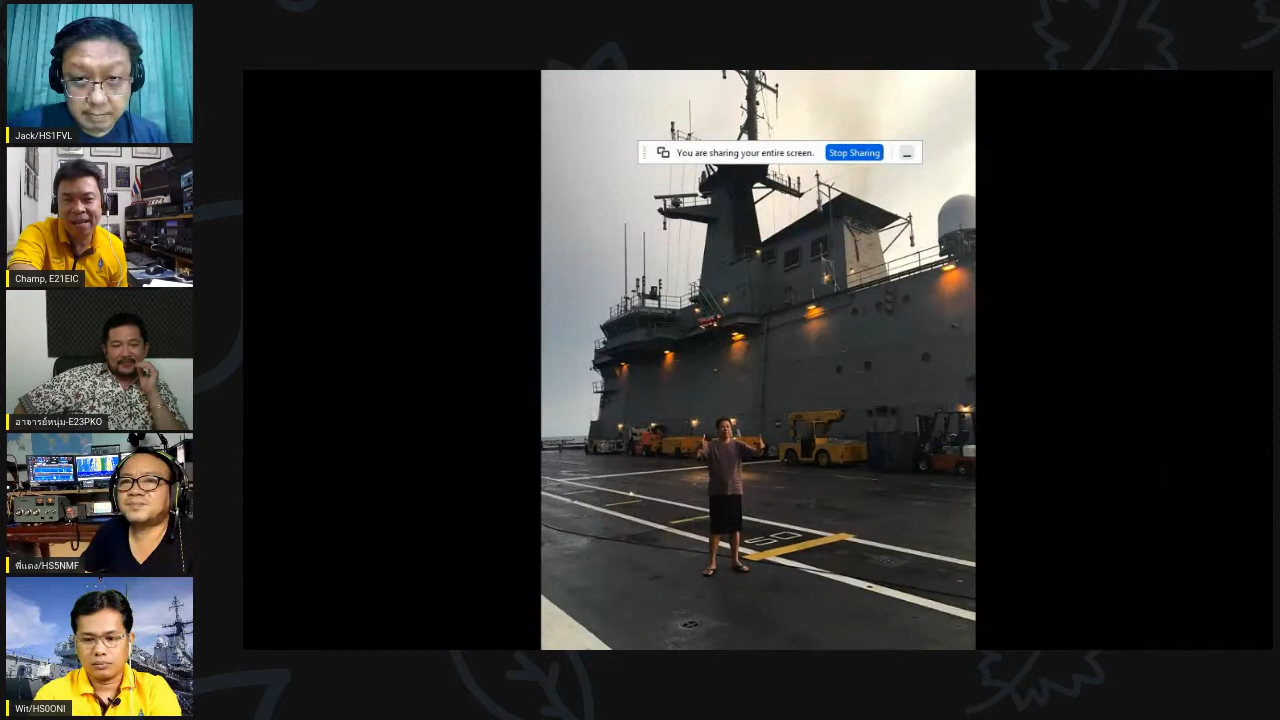 Jack/HS1FVL
Champ, E21EIC
อาจารย์หนุ่ม-E23PKO
พี่แดง/HS5NMF
Wit/HS0ONI
You are sharing your entire screen.
Stop Sharing
50